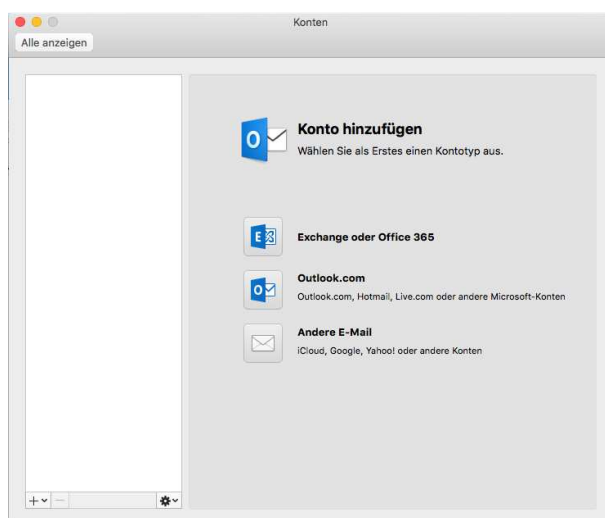 Konten
Alle anzeigen
Konto hinzufügen
Wählen Sie als Erstes einen Kontotyp aus.
Exchange oder Office 365
Outlook.com
Outlook.com, Hotmail, Live.com oder andere Microsoft-Konten
Andere E-Mail
iCloud, Google, Yahoo! oder andere Konten